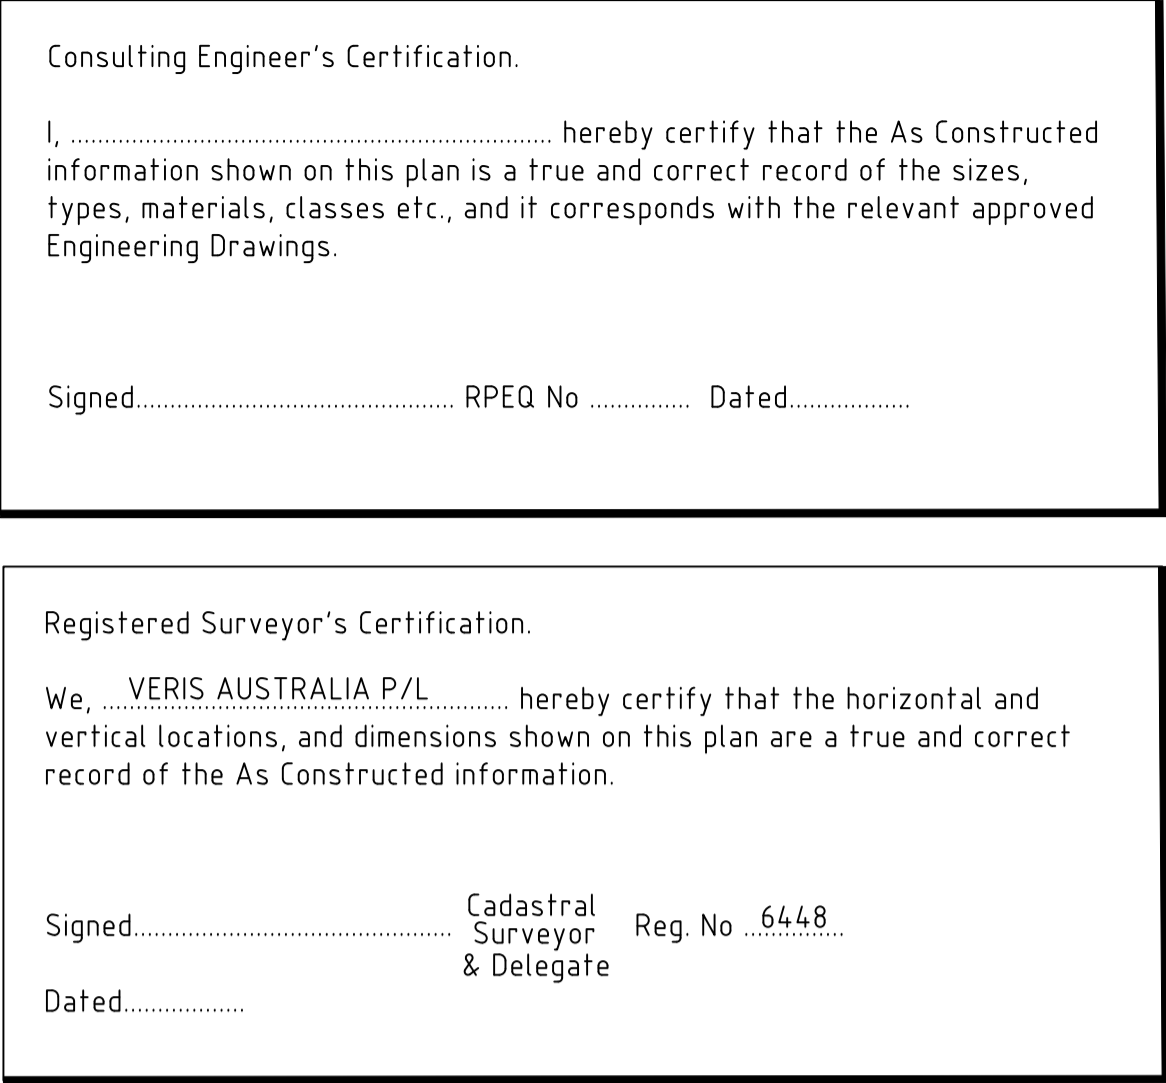 Consulting Engineer's Certification.
I, ........................................................................ hereby certify that the As Constructed
information shown on this plan is a true and correct record of the sizes,
types, materials, classes etc., and it corresponds with the relevant approved
Engineering Drawings.
Signed................................................ RPEQ No ............... Dated..................
Registered Surveyor's Certification.
We, ...VERIS AUSTRALIA P/L............ hereby certify that the horizontal and
vertical locations, and dimensions shown on this plan are a true and correct
record of the As Constructed information.
Signed................................................ Cadastral Surveyor & Delegate Reg. No ...6448...
Dated..................